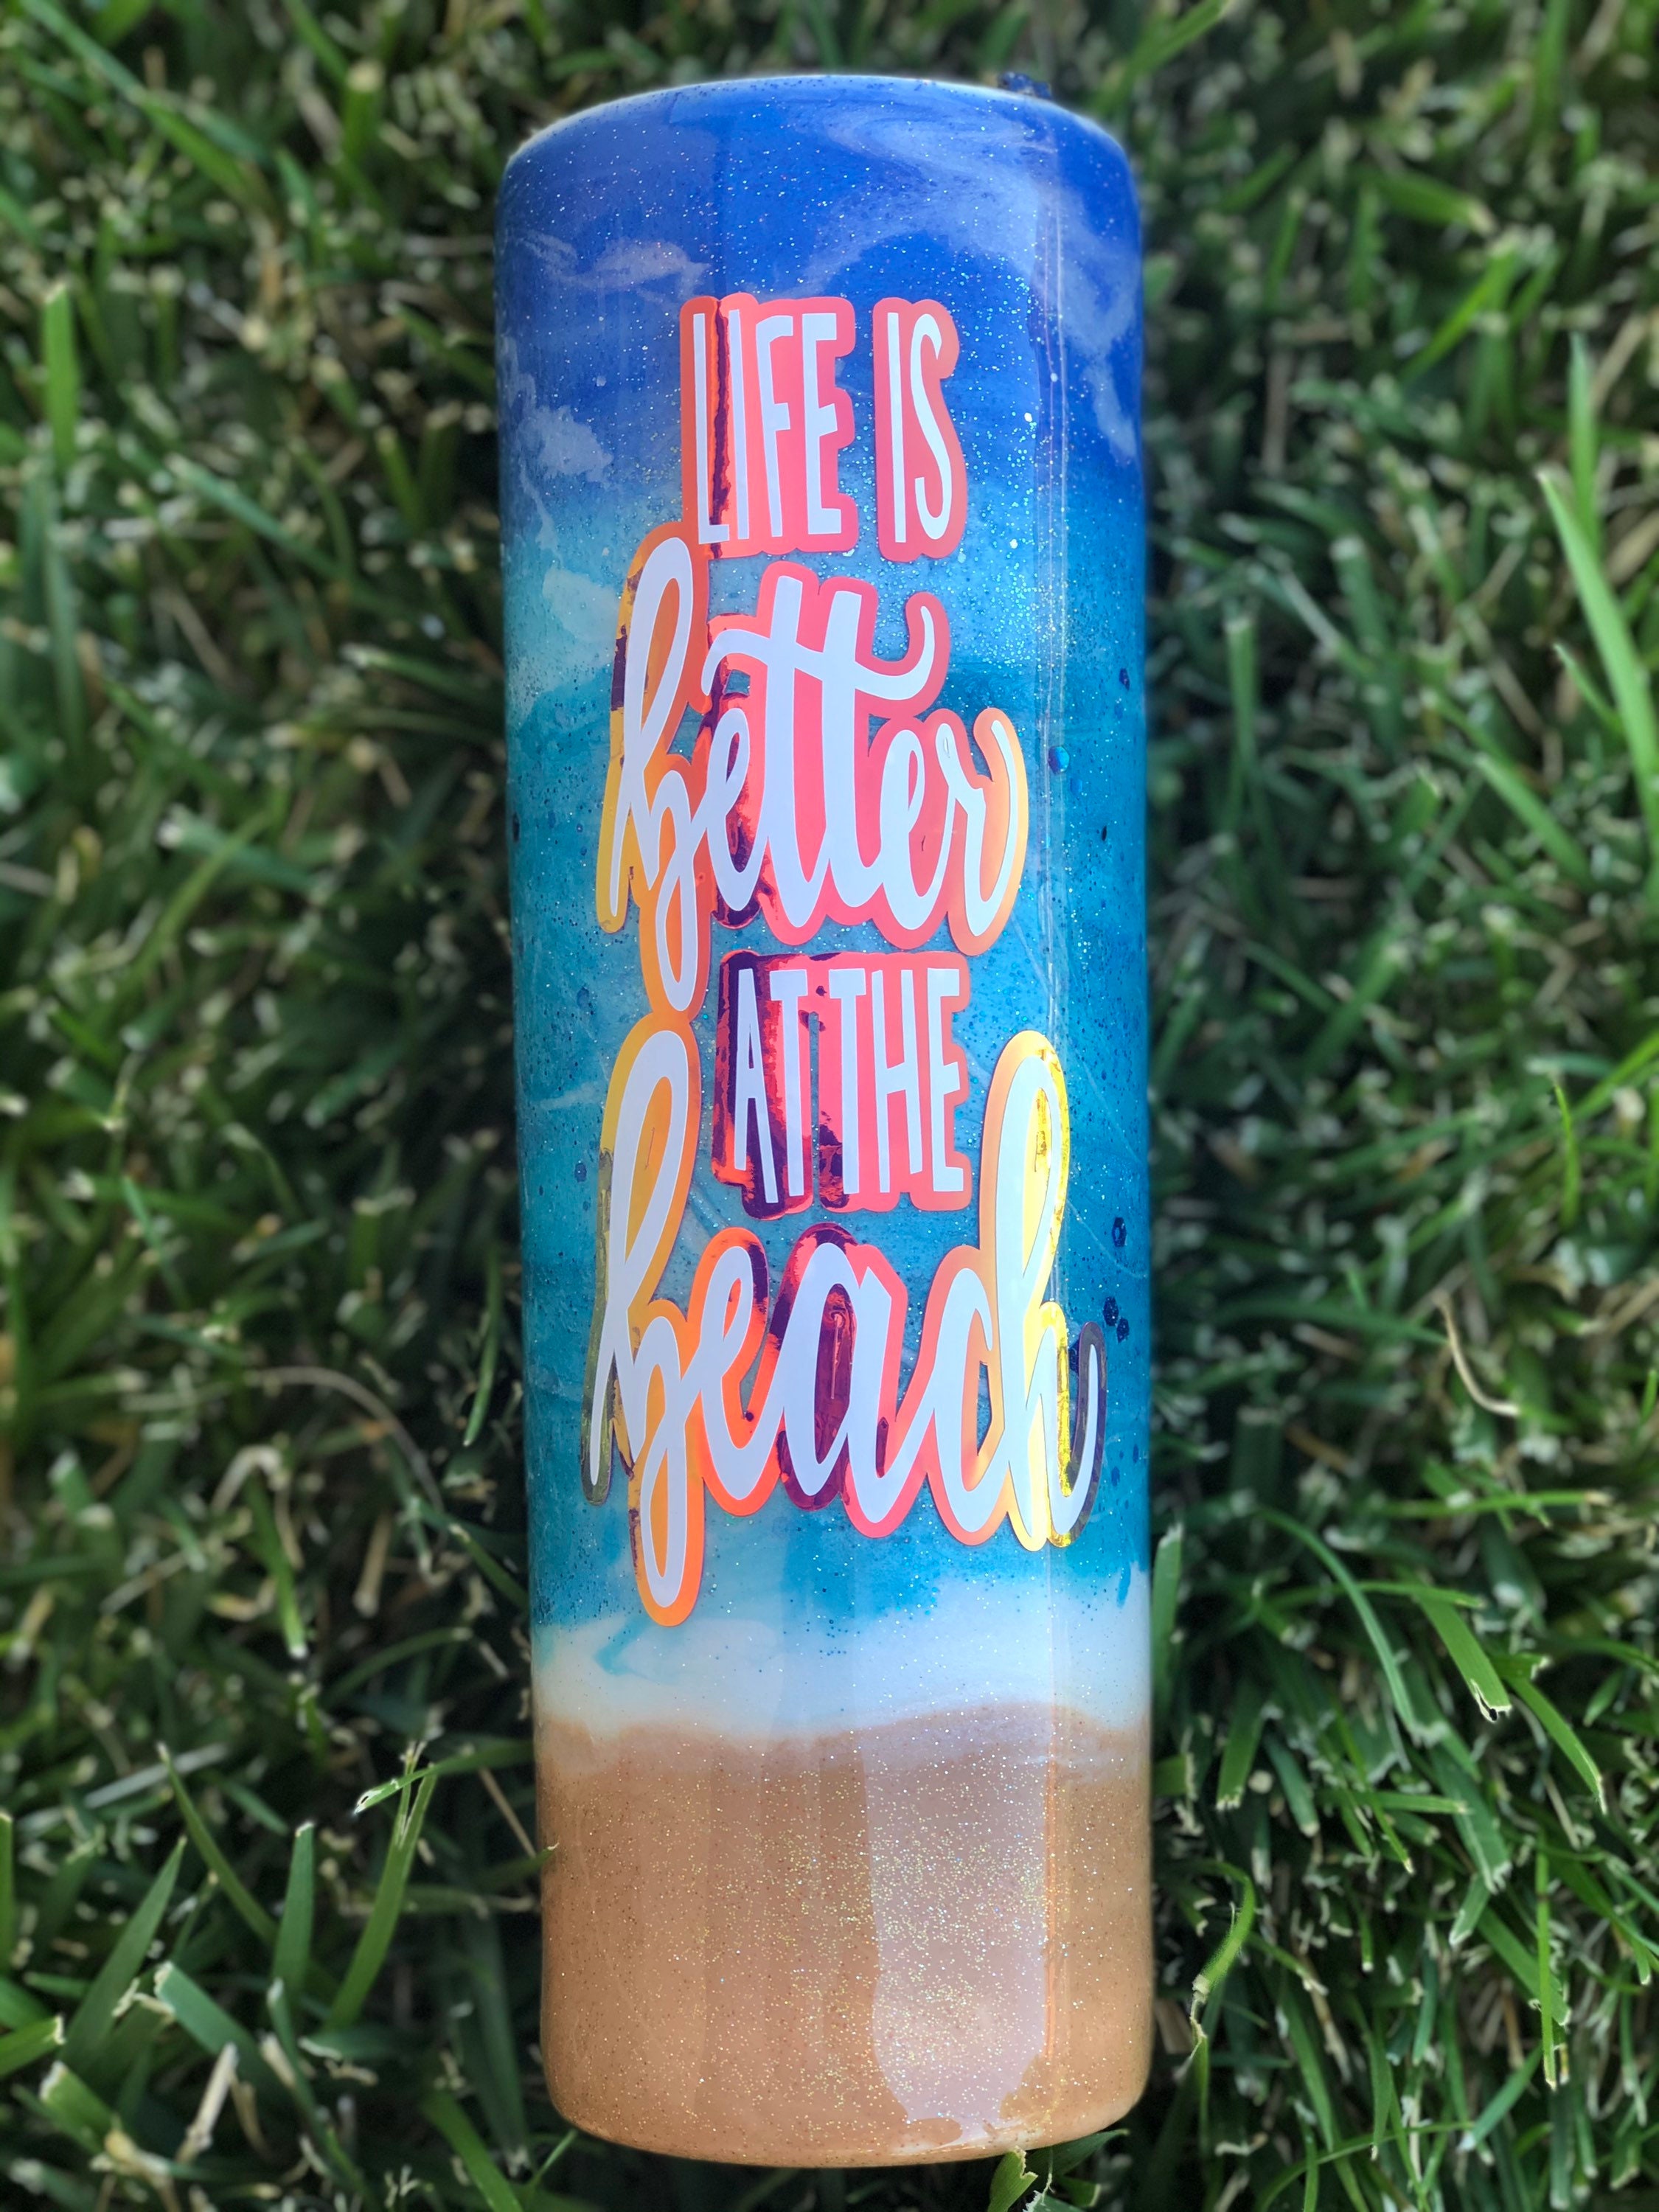 LIFE IS
better
AT THE
beach